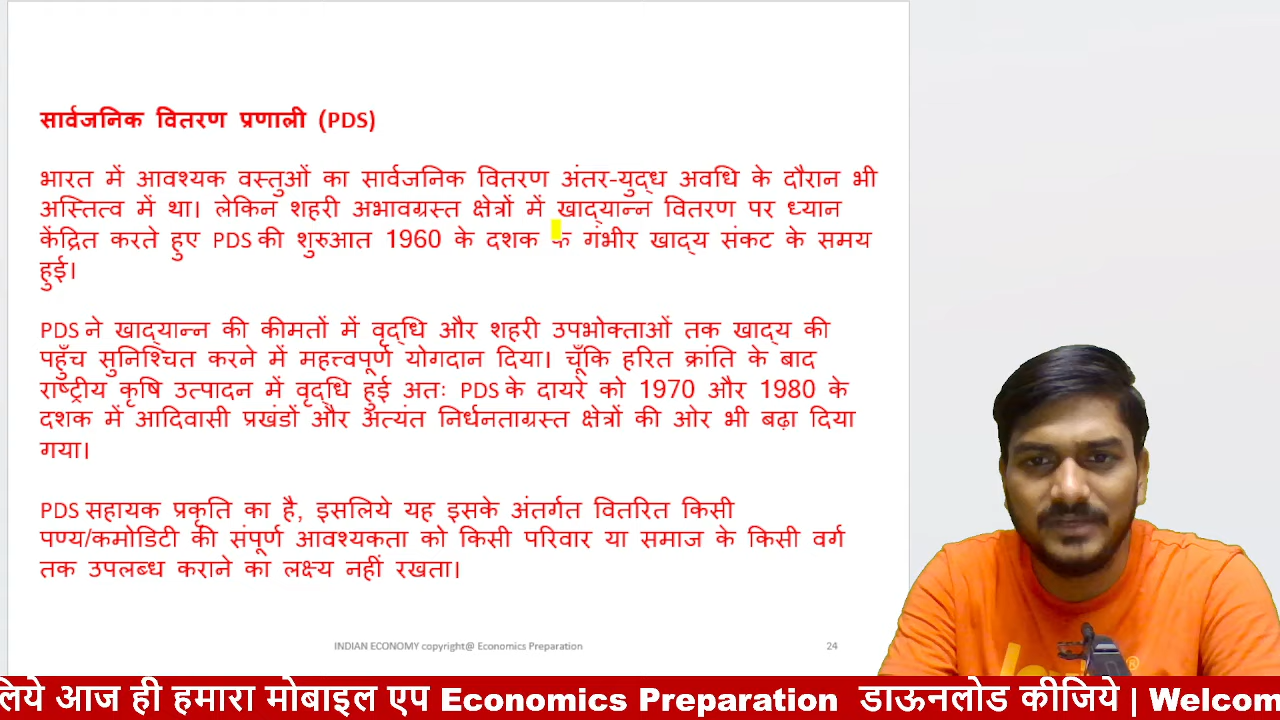 सार्वजनिक वितरण प्रणाली (PDS)
भारत में आवश्यक वस्तुओं का सार्वजनिक वितरण अंतर-युद्ध अवधि के दौरान भी
अस्तित्व में था। लेकिन शहरी अभावग्रस्त क्षेत्रों में खाद्यान्न वितरण पर ध्यान
केंद्रित करते हुए PDS की शुरुआत 1960 के दशक के गंभीर खाद्य संकट के समय
हुई।
PDS ने खाद्यान्न की कीमतों में वृद्धि और शहरी उपभोक्ताओं तक खाद्य की
पहुँच सुनिश्चित करने में महत्त्वपूर्ण योगदान दिया। चूँकि हरित क्रांति के बाद
राष्ट्रीय कृषि उत्पादन में वृद्धि हुई अतः PDS के दायरे को 1970 और 1980 के
दशक में आदिवासी प्रखंडों और अत्यंत निर्धनताग्रस्त क्षेत्रों की ओर भी बढ़ा दिया
गया।
PDS सहायक प्रकृति का है, इसलिये यह इसके अंतर्गत वितरित किसी
पण्य/कमोडिटी की संपूर्ण आवश्यकता को किसी परिवार या समाज के किसी वर्ग
तक उपलब्ध कराने का लक्ष्य नहीं रखता।
INDIAN ECONOMY copyright@ Economics Preparation 24
लिये आज ही हमारा मोबाइल एप Economics Preparation डाऊनलोड कीजिये | Welcom